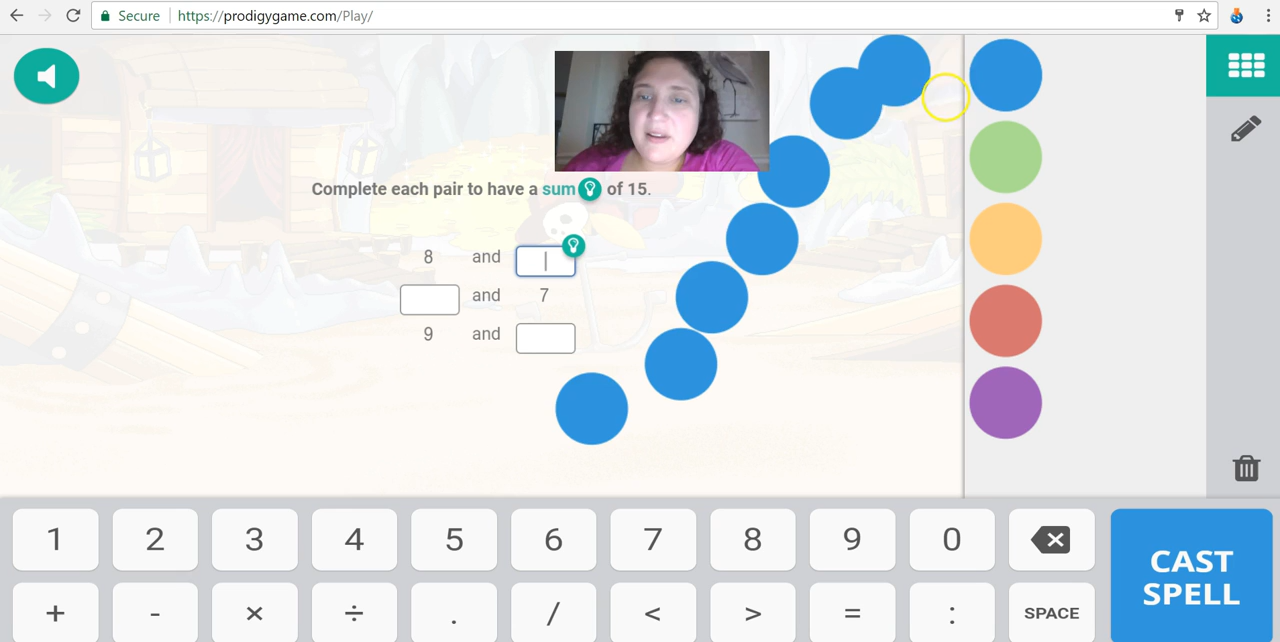 Secure https://prodigygame.com/Play/
Complete each pair to have a sum of 15.
8 and
and 7
9 and
1 2 3 4 5 6 7 8 9 0
CAST
SPELL
+ - × ÷ . / < > = : SPACE